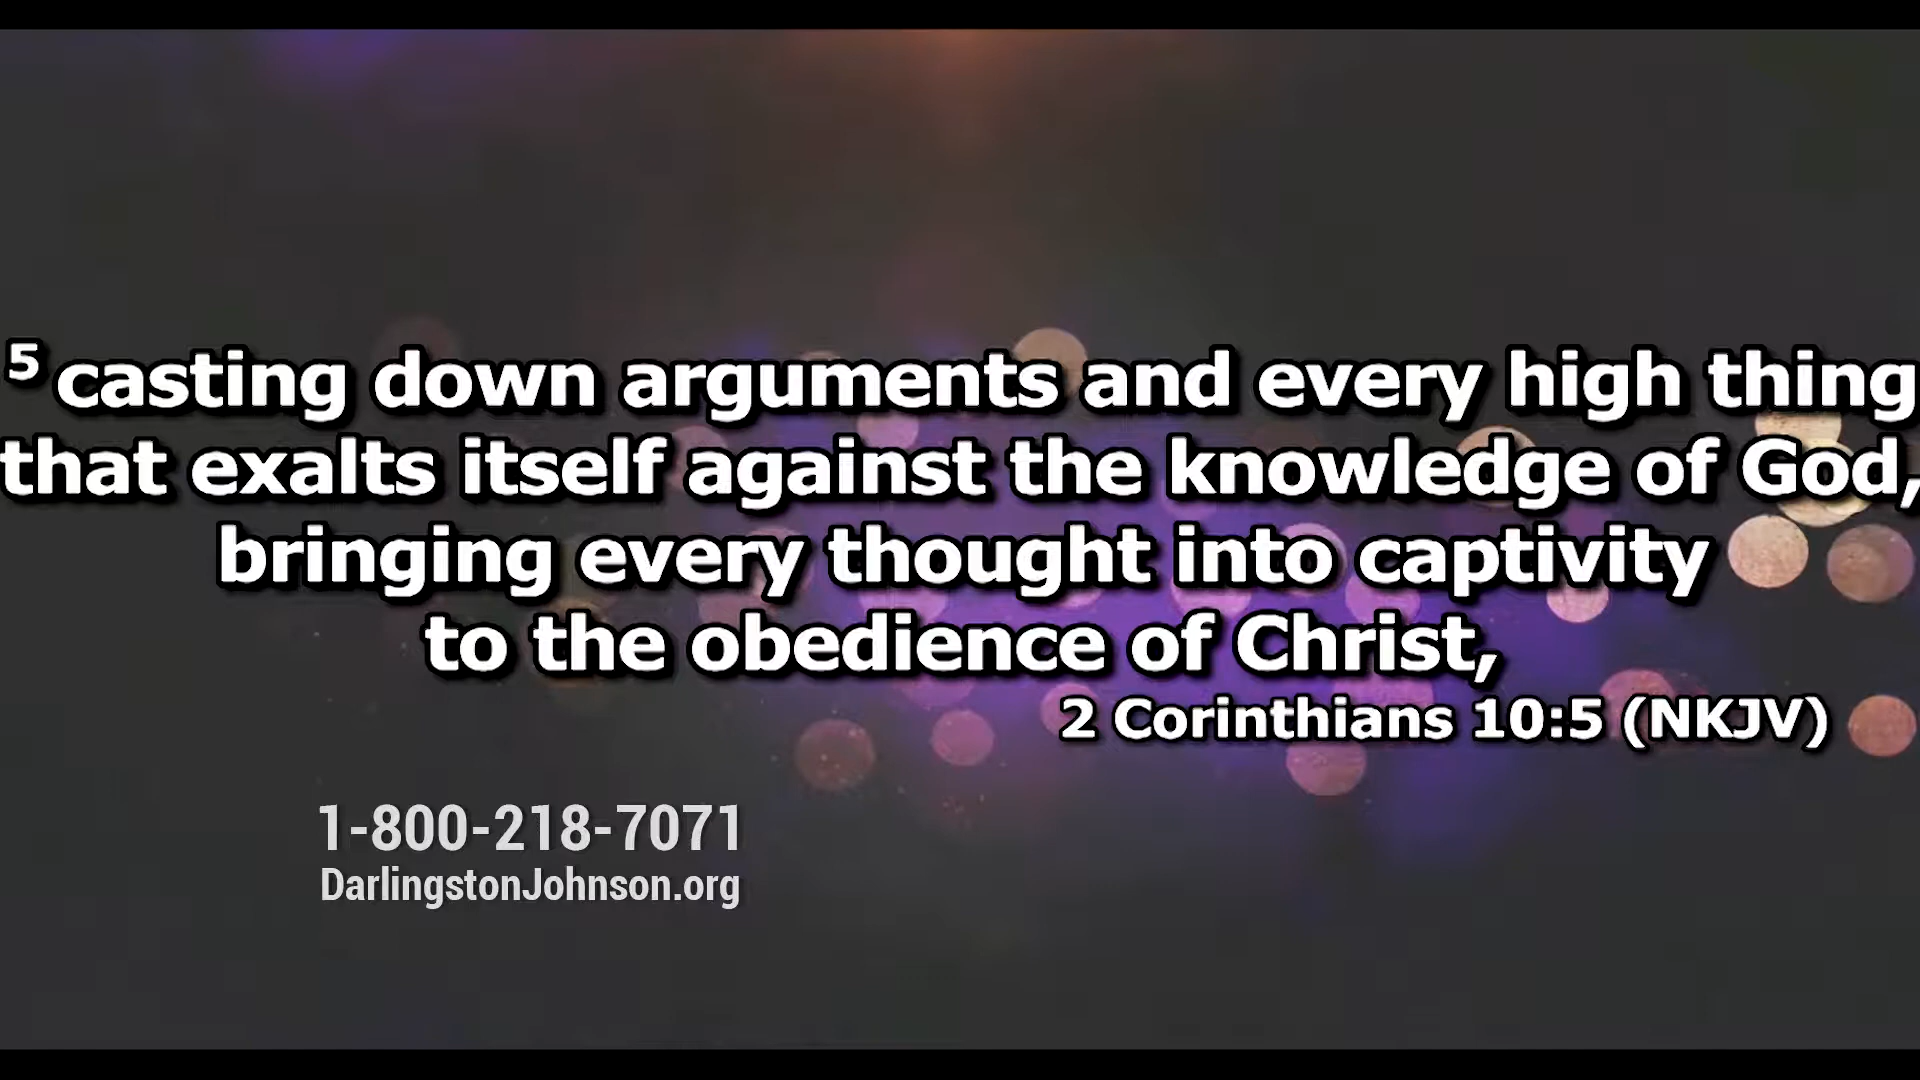 5 casting down arguments and every high thing
that exalts itself against the knowledge of God,
bringing every thought into captivity
to the obedience of Christ,
2 Corinthians 10:5 (NKJV)
1-800-218-7071
DarlingstonJohnson.org